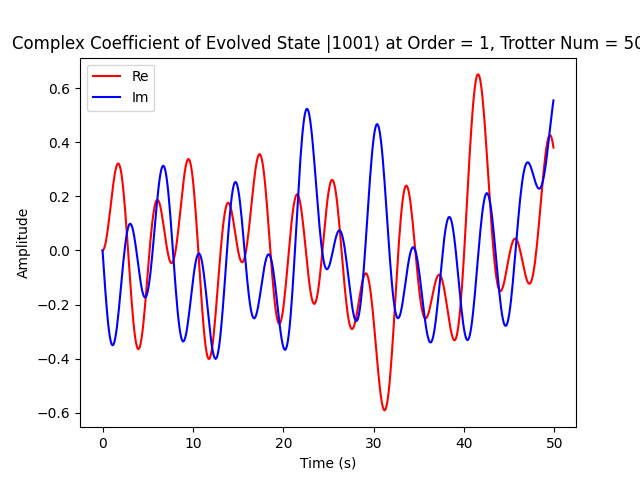 Complex Coefficient of Evolved State |1001⟩ at Order = 1, Trotter Num = 50
Re
Im
Amplitude
0.6
0.4
0.2
0.0
−0.2
−0.4
−0.6
0 10 20 30 40 50
Time (s)